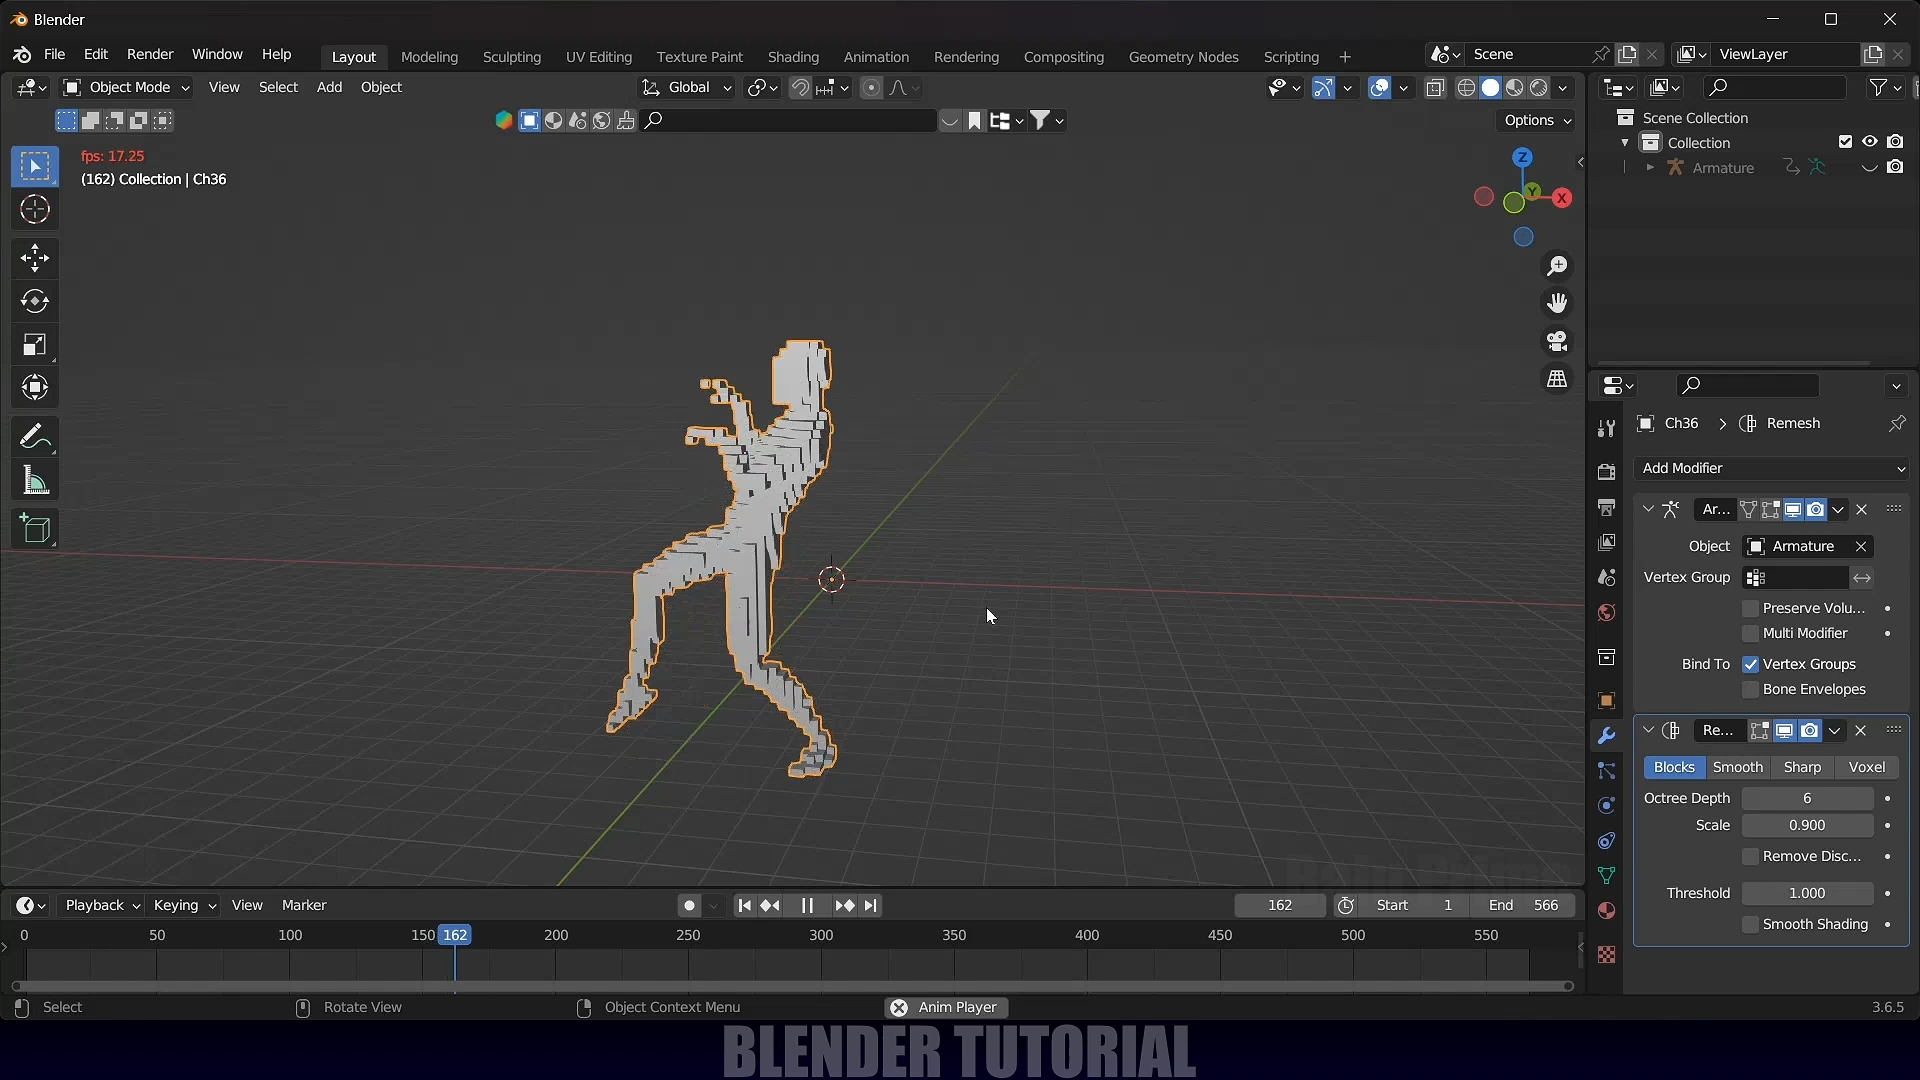 Blender
File Edit Render Window Help Layout Modeling Sculpting UV Editing Texture Paint Shading Animation Rendering Compositing Geometry Nodes Scripting + Scene ViewLayer
Object Mode View Select Add Object Global
Options
fps: 17.25
(162) Collection | Ch36
Z
Y
X
Scene Collection
Collection
Armature
Ch36 > Remesh
Add Modifier
Ar...
Object Armature
Vertex Group
Preserve Volu...
Multi Modifier
Bind To Vertex Groups
Bone Envelopes
Re...
Blocks Smooth Sharp Voxel
Octree Depth 6
Scale 0.900
Remove Disc...
Threshold 1.000
Smooth Shading
Playback Keying View Marker 162 Start 1 End 566
0 50 100 150 162 200 250 300 350 400 450 500 550
Select Rotate View Object Context Menu Anim Player 3.6.5
BLENDER TUTORIAL